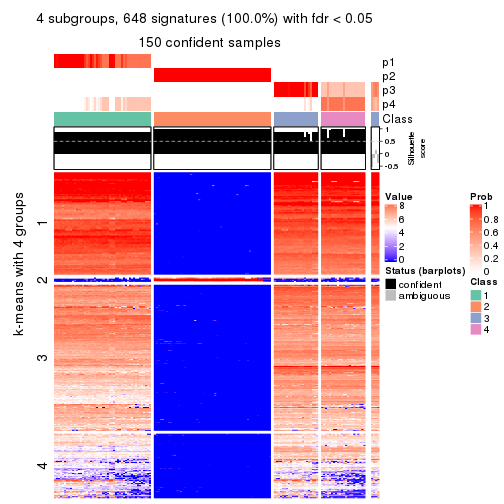 4 subgroups, 648 signatures (100.0%) with fdr < 0.05
150 confident samples
p1
p2
p3
p4
Class
1
0.5
0
-0.5
Silhouette
score
k-means with 4 groups
1
2
3
4
Value
8
6
4
2
0
Status (barplots)
confident
ambiguous
Prob
1
0.8
0.6
0.4
0.2
0
Class
1
2
3
4